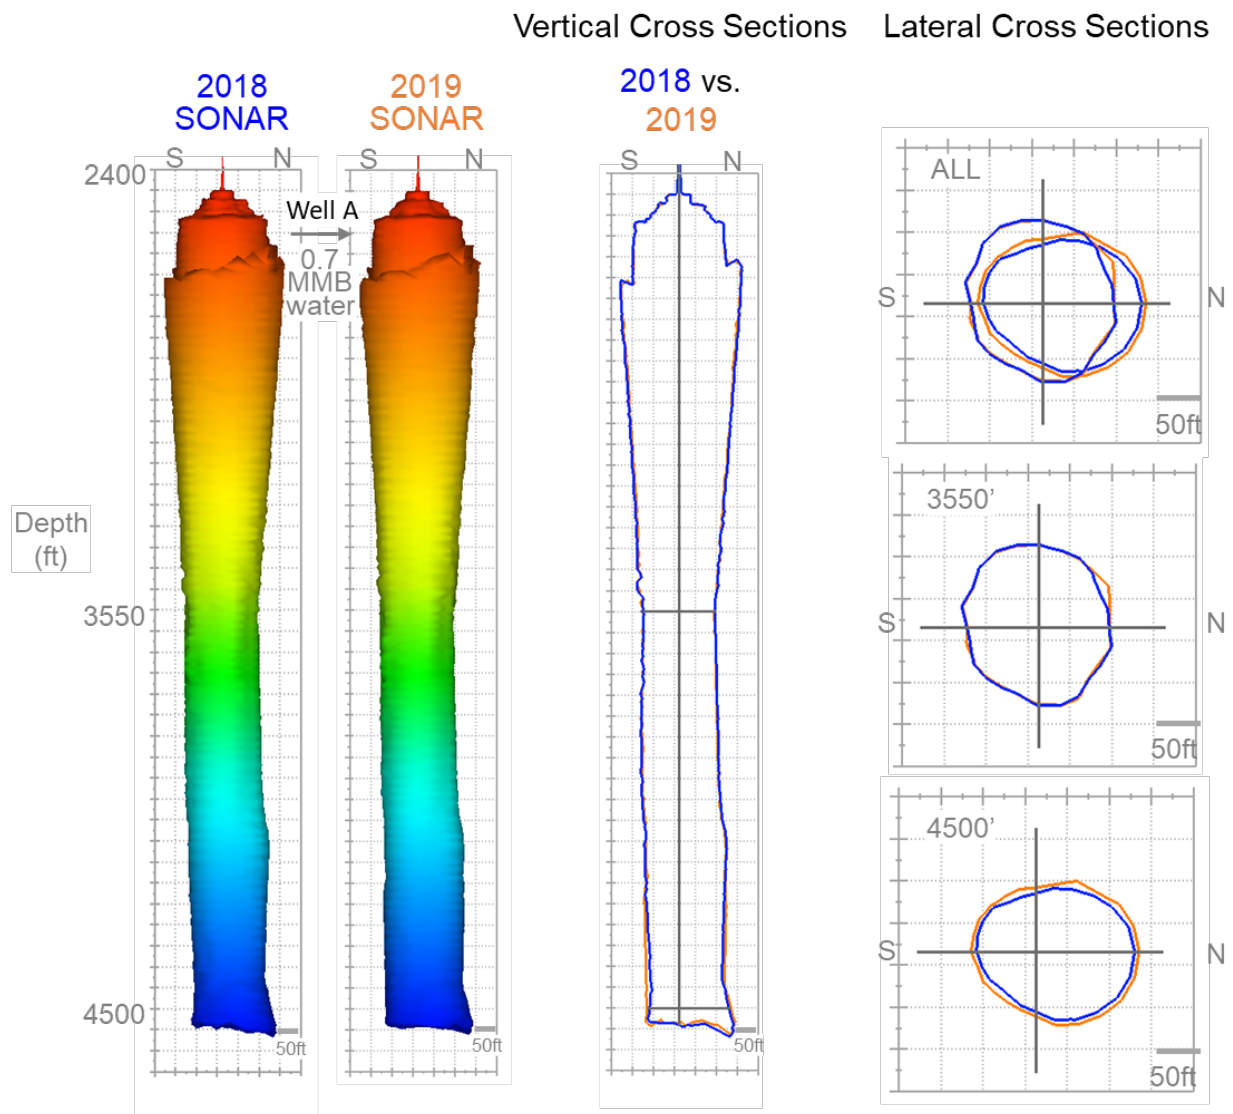 Vertical Cross Sections
Lateral Cross Sections
2018
SONAR
2019
SONAR
2018 vs.
2019
S
N
S
N
S
N
2400
3550
4500
Depth
(ft)
Well A
0.7
MMB
water
50ft
50ft
50ft
ALL
S
N
50ft
3550’
S
N
50ft
4500’
S
N
50ft